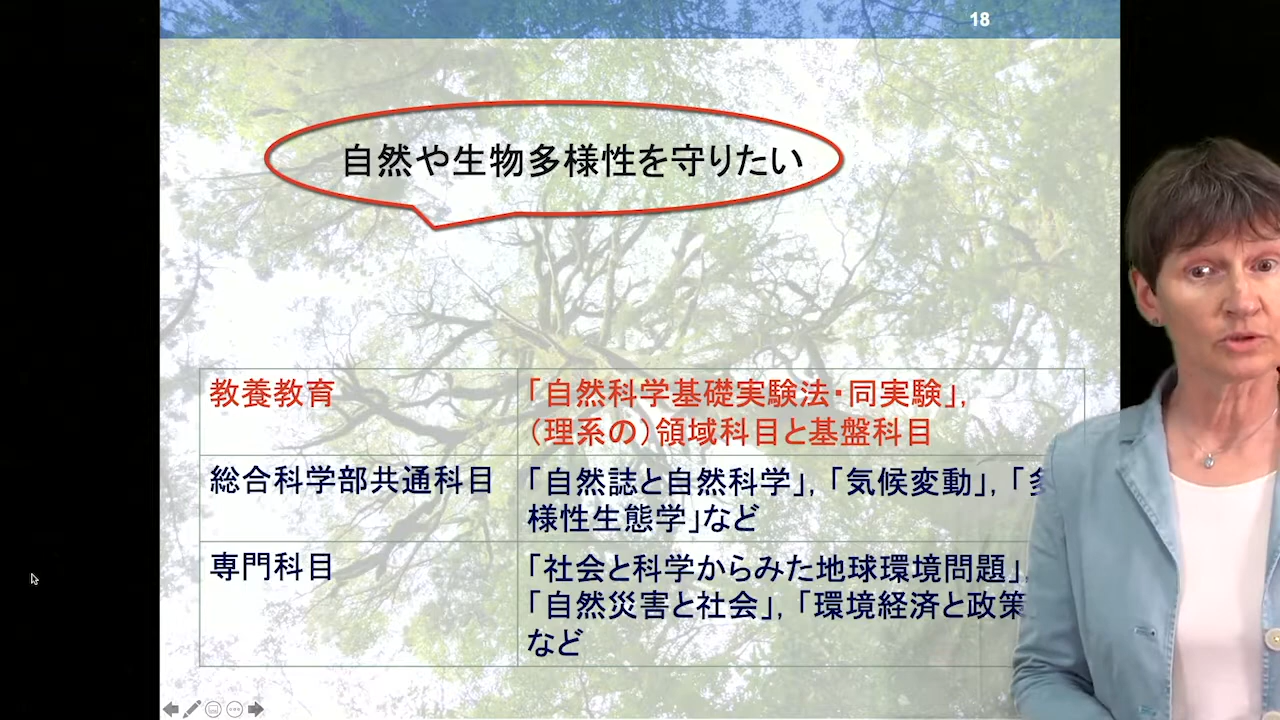 18
自然や生物多様性を守りたい
教養教育
「自然科学基礎実験法・同実験」,
（理系の）領域科目と基盤科目
総合科学部共通科目
「自然誌と自然科学」, 「気候変動」, 「多
様性生態学」など
専門科目
「社会と科学からみた地球環境問題」,
「自然災害と社会」, 「環境経済と政策
など